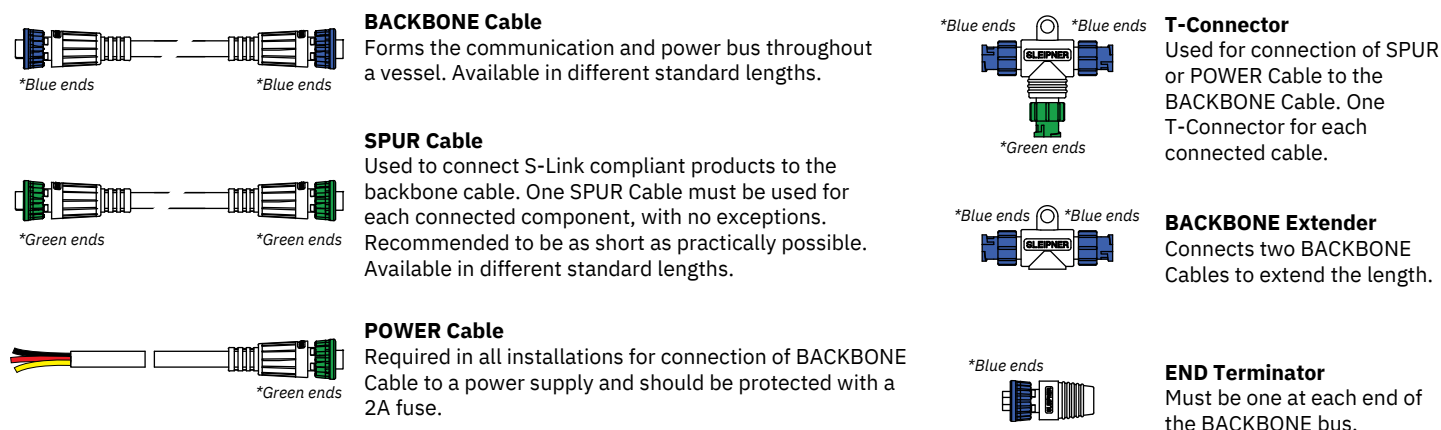 BACKBONE Cable
Forms the communication and power bus throughout
a vessel. Available in different standard lengths.
*Blue ends
*Blue ends
SPUR Cable
Used to connect S-Link compliant products to the
backbone cable. One SPUR Cable must be used for
each connected component, with no exceptions.
Recommended to be as short as practically possible.
Available in different standard lengths.
*Green ends
*Green ends
POWER Cable
Required in all installations for connection of BACKBONE
Cable to a power supply and should be protected with a
2A fuse.
*Green ends
*Blue ends
*Blue ends
SLEIPNER
*Green ends
T-Connector
Used for connection of SPUR
or POWER Cable to the
BACKBONE Cable. One
T-Connector for each
connected cable.
*Blue ends
*Blue ends
SLEIPNER
BACKBONE Extender
Connects two BACKBONE
Cables to extend the length.
*Blue ends
SLEIPNER
END Terminator
Must be one at each end of
the BACKBONE bus.